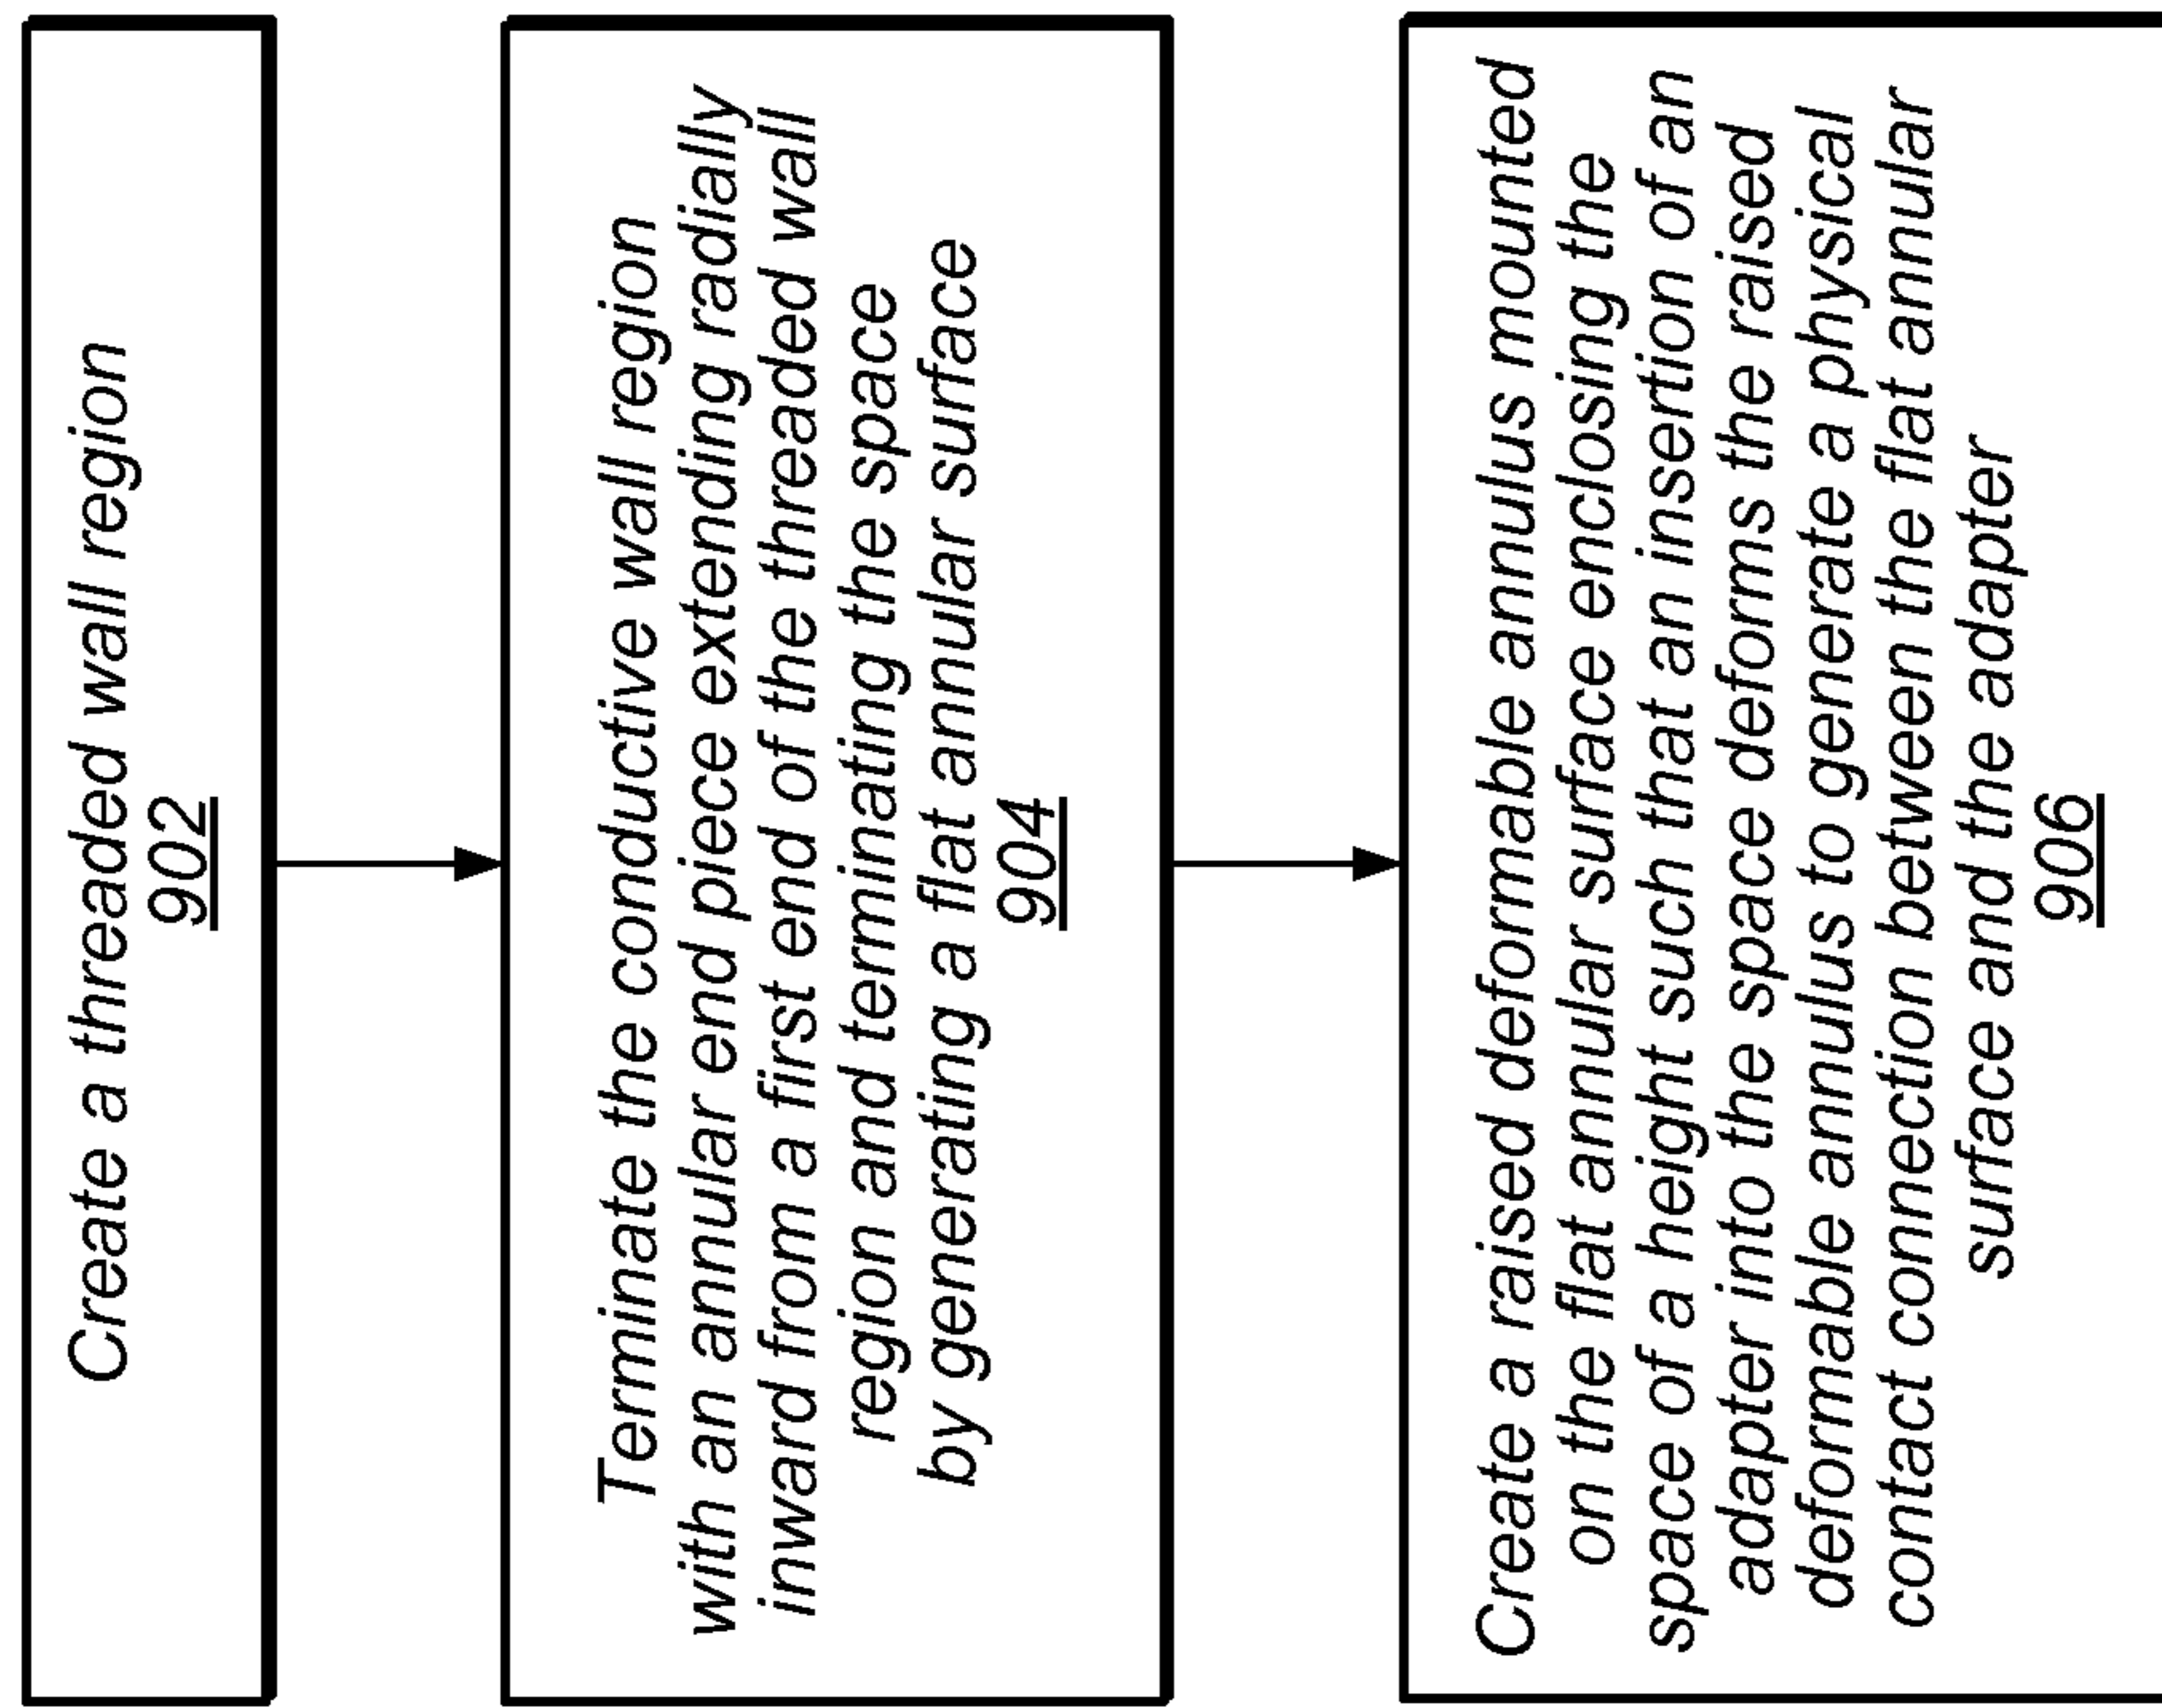 Create a threaded wall region
902
Terminate the conductive wall region
with an annular end piece extending radially
inward from a first end of the threaded wall
region and terminating the space
by generating a flat annular surface
904
Create a raised deformable annulus mounted
on the flat annular surface enclosing the
space of a height such that an insertion of an
adapter into the space deforms the raised
deformable annulus to generate a physical
contact connection between the flat annular
surface and the adapter
906